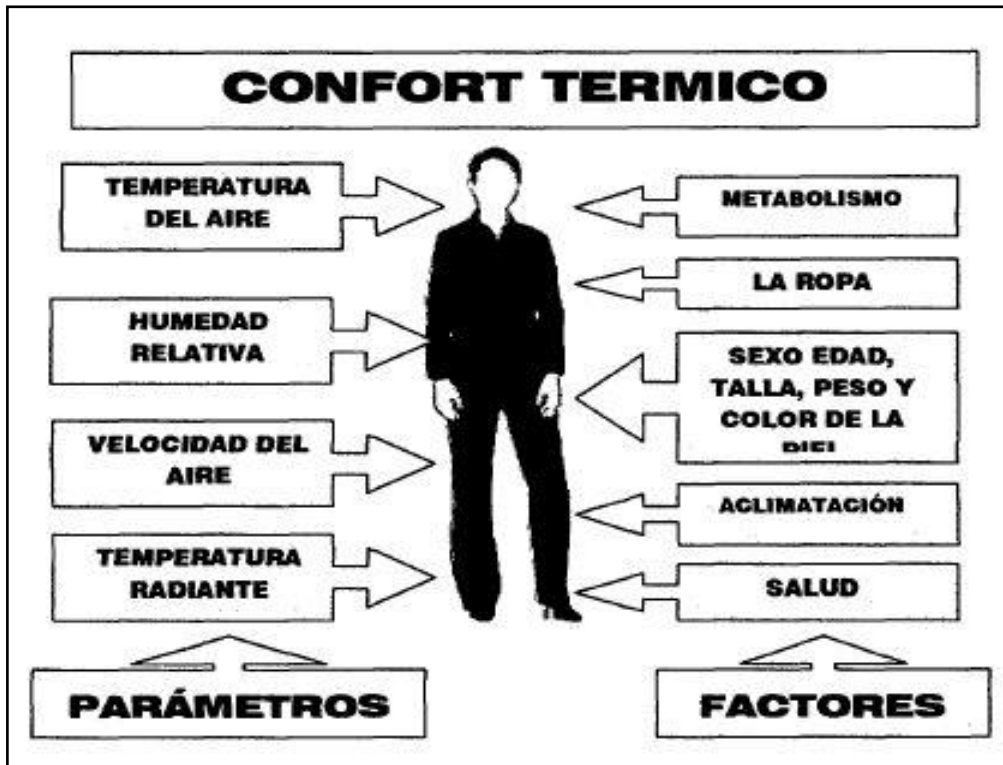 CONFORT TERMICO
TEMPERATURA
DEL AIRE
HUMEDAD
RELATIVA
VELOCIDAD DEL
AIRE
TEMPERATURA
RADIANTE
PARÁMETROS
METABOLISMO
LA ROPA
SEXO EDAD,
TALLA, PESO Y
COLOR DE LA
PIEL
ACLIMATACIÓN
SALUD
FACTORES